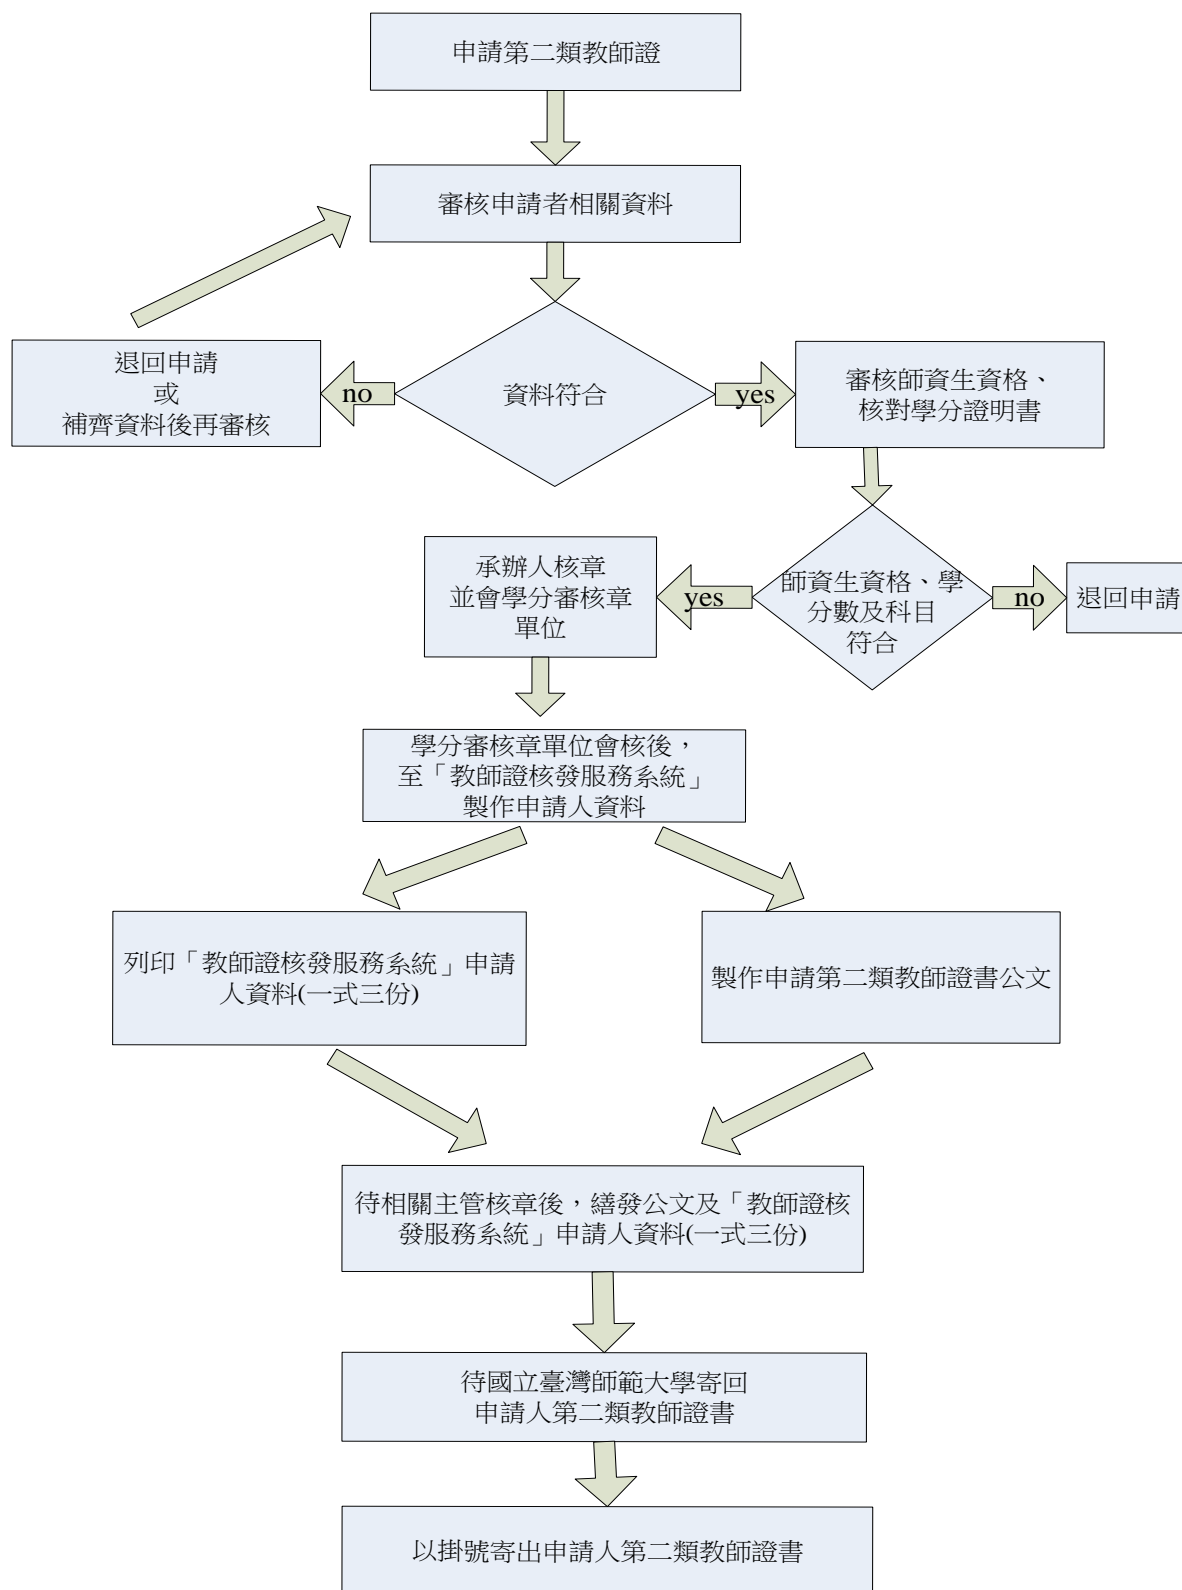 申請第二類教師證
審核申請者相關資料
退回申請
或
補齊資料後再審核
no
資料符合
yes
審核師資生資格、
核對學分證明書
承辦人核章
並會學分審核章
單位
yes
師資生資格、學
分數及科目
符合
no
退回申請
學分審核章單位會核後，
至「教師證核發服務系統」
製作申請人資料
列印「教師證核發服務系統」申請
人資料(一式三份)
製作申請第二類教師證書公文
待相關主管核章後，繕發公文及「教師證核
發服務系統」申請人資料(一式三份)
待國立臺灣師範大學寄回
申請人第二類教師證書
以掛號寄出申請人第二類教師證書